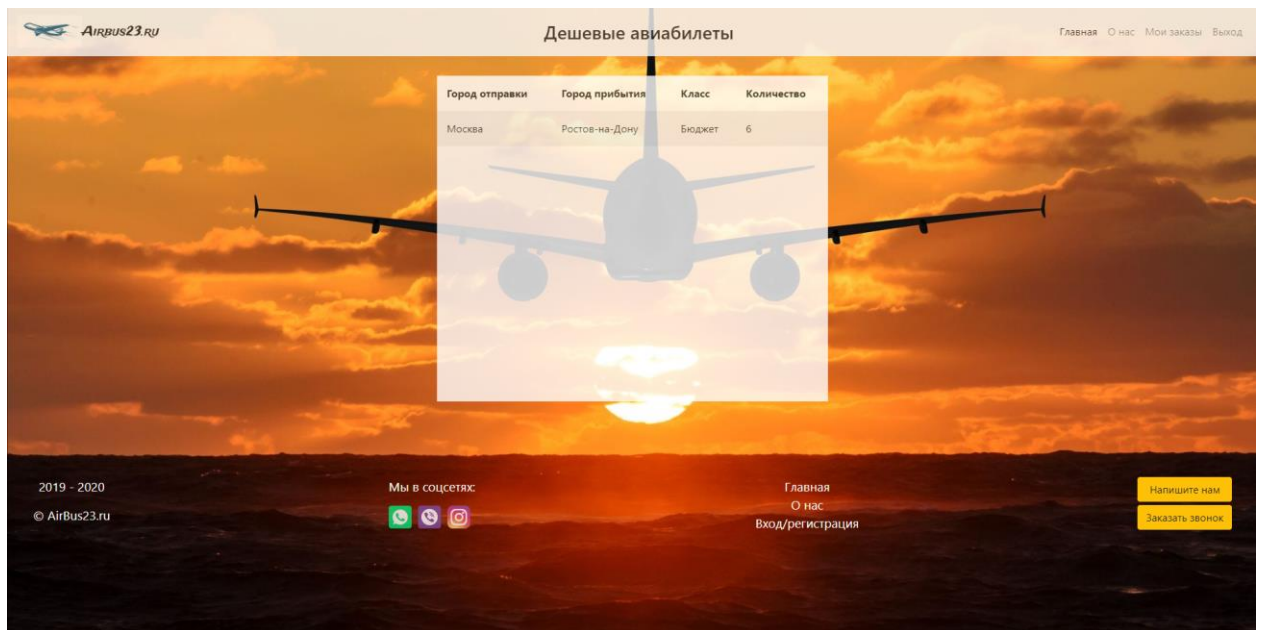 AIRBUS23.RU
Дешевые авиабилеты
Главная О нас Мои заказы Выход
Город отправки Город прибытия Класс Количество
Москва Ростов-на-Дону Бюджет 6
2019 - 2020
© AirBus23.ru
Мы в соцсетях:
Главная
О нас
Вход/регистрация
Напишите нам
Заказать звонок